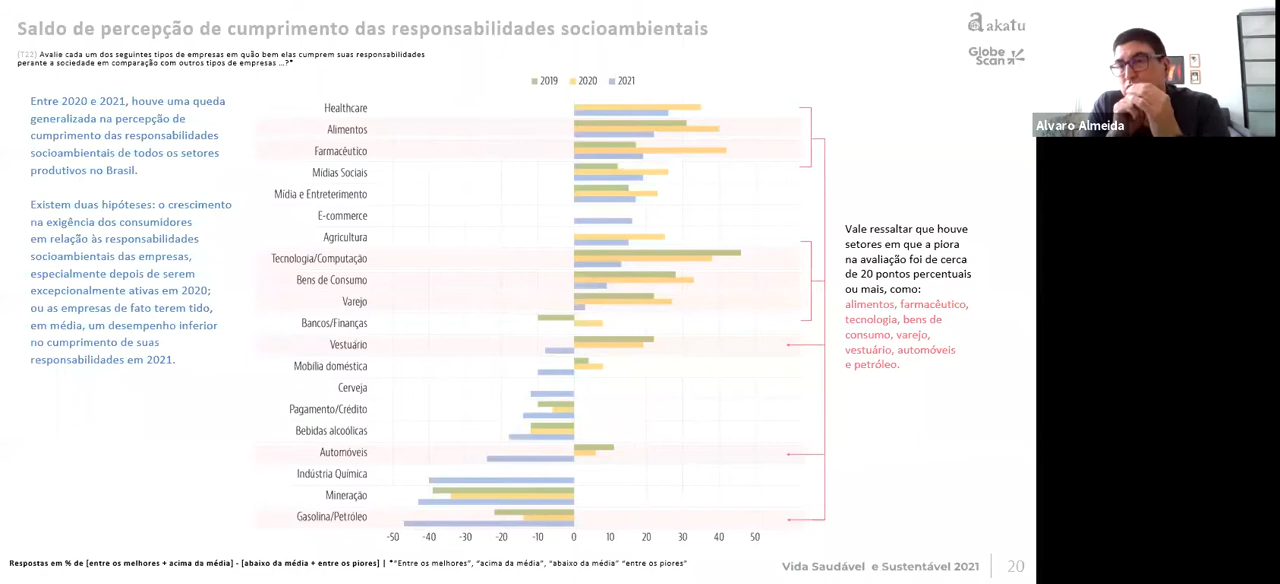 Saldo de percepção de cumprimento das responsabilidades socioambientais
(T22) Avalie cada um dos seguintes tipos de empresas em quão bem elas cumprem suas responsabilidades
perante a sociedade em comparação com outros tipos de empresas ...?*
akatu
Globe
Scan
Alvaro Almeida
Entre 2020 e 2021, houve uma queda
generalizada na percepção de
cumprimento das responsabilidades
socioambientais de todos os setores
produtivos no Brasil.
Existem duas hipóteses: o crescimento
na exigência dos consumidores
em relação às responsabilidades
socioambientais das empresas,
especialmente depois de serem
excepcionalmente ativas em 2020;
ou as empresas de fato terem tido,
em média, um desempenho inferior
no cumprimento de suas
responsabilidades em 2021.
2019 2020 2021
Healthcare
Alimentos
Farmacêutico
Mídias Sociais
Mídia e Entreterimento
E-commerce
Agricultura
Tecnologia/Computação
Bens de Consumo
Varejo
Bancos/Finanças
Vestuário
Mobília doméstica
Cerveja
Pagamento/Crédito
Bebidas alcoólicas
Automóveis
Indústria Química
Mineração
Gasolina/Petróleo
-50 -40 -30 -20 -10 0 10 20 30 40 50
Vale ressaltar que houve
setores em que a piora
na avaliação foi de cerca
de 20 pontos percentuais
ou mais, como:
alimentos, farmacêutico,
tecnologia, bens de
consumo, varejo,
vestuário, automóveis
e petróleo.
Respostas em % de [entre os melhores + acima da média] - [abaixo da média + entre os piores] | *"Entre os melhores", "acima da média", "abaixo da média" "entre os piores"
Vida Saudável e Sustentável 2021 20